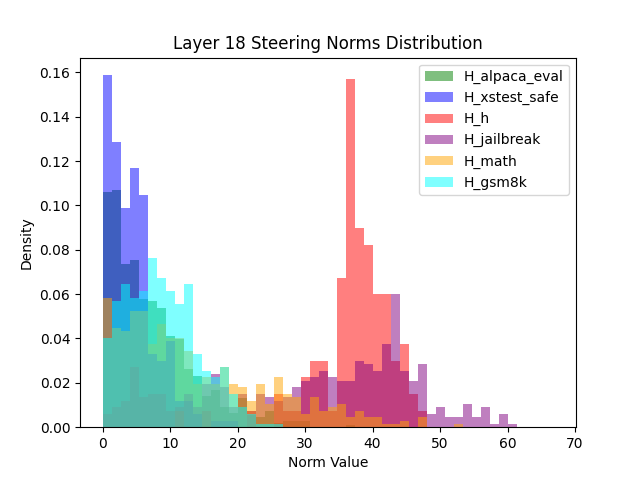 Layer 18 Steering Norms Distribution
H_alpaca_eval
H_xstest_safe
H_h
H_jailbreak
H_math
H_gsm8k
0.16
0.14
0.12
0.10
0.08
0.06
0.04
0.02
0.00
Density
0 10 20 30 40 50 60 70
Norm Value